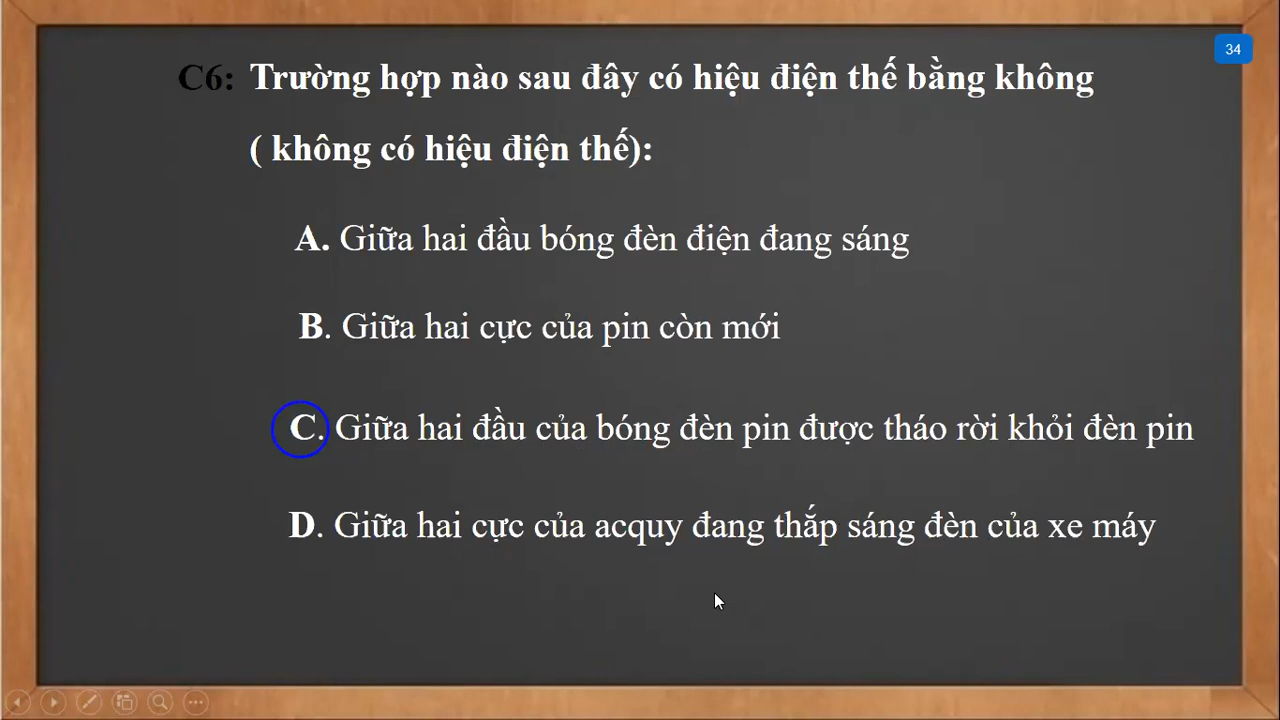 34
C6: Trường hợp nào sau đây có hiệu điện thế bằng không
( không có hiệu điện thế):
A. Giữa hai đầu bóng đèn điện đang sáng
B. Giữa hai cực của pin còn mới
C. Giữa hai đầu của bóng đèn pin được tháo rời khỏi đèn pin
D. Giữa hai cực của acquy đang thắp sáng đèn của xe máy